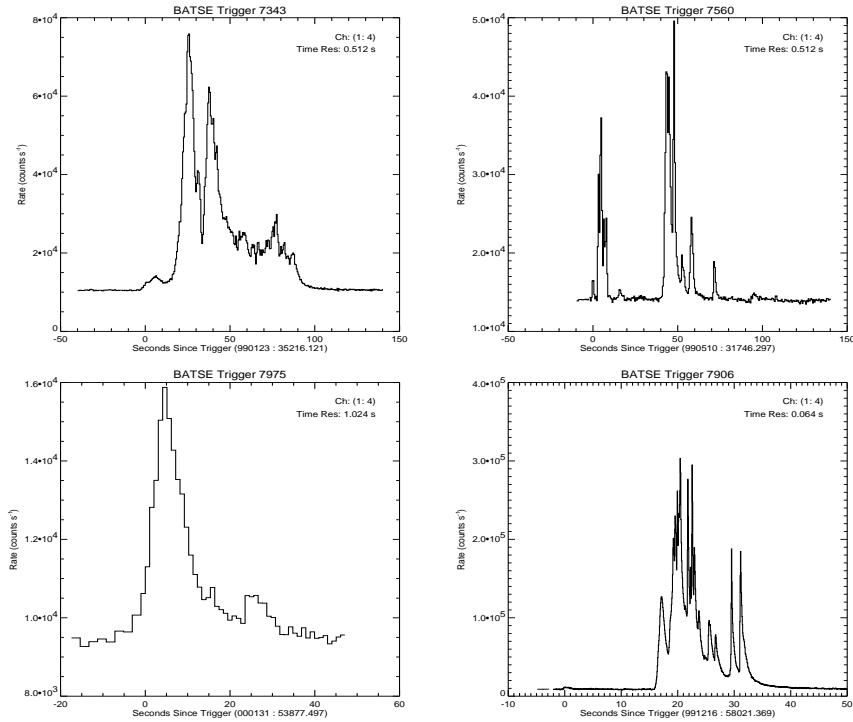 BATSE Trigger 7343
Ch: (1: 4)
Time Res: 0.512 s
Rate (counts s⁻¹)
8•10⁴
6•10⁴
4•10⁴
2•10⁴
0
-50 0 50 100 150
Seconds Since Trigger (990123 : 35216.121)
BATSE Trigger 7560
Ch: (1: 4)
Time Res: 0.512 s
Rate (counts s⁻¹)
5.0•10⁴
4.0•10⁴
3.0•10⁴
2.0•10⁴
1.0•10⁴
-50 0 50 100 150
Seconds Since Trigger (990510 : 31746.297)
BATSE Trigger 7975
Ch: (1: 4)
Time Res: 1.024 s
Rate (counts s⁻¹)
1.6•10⁴
1.4•10⁴
1.2•10⁴
1.0•10⁴
8.0•10³
-20 0 20 40 60
Seconds Since Trigger (000131 : 53877.497)
BATSE Trigger 7906
Ch: (1: 4)
Time Res: 0.064 s
Rate (counts s⁻¹)
4.0•10⁵
3.0•10⁵
2.0•10⁵
1.0•10⁵
0
-10 0 10 20 30 40 50
Seconds Since Trigger (991216 : 58021.369)